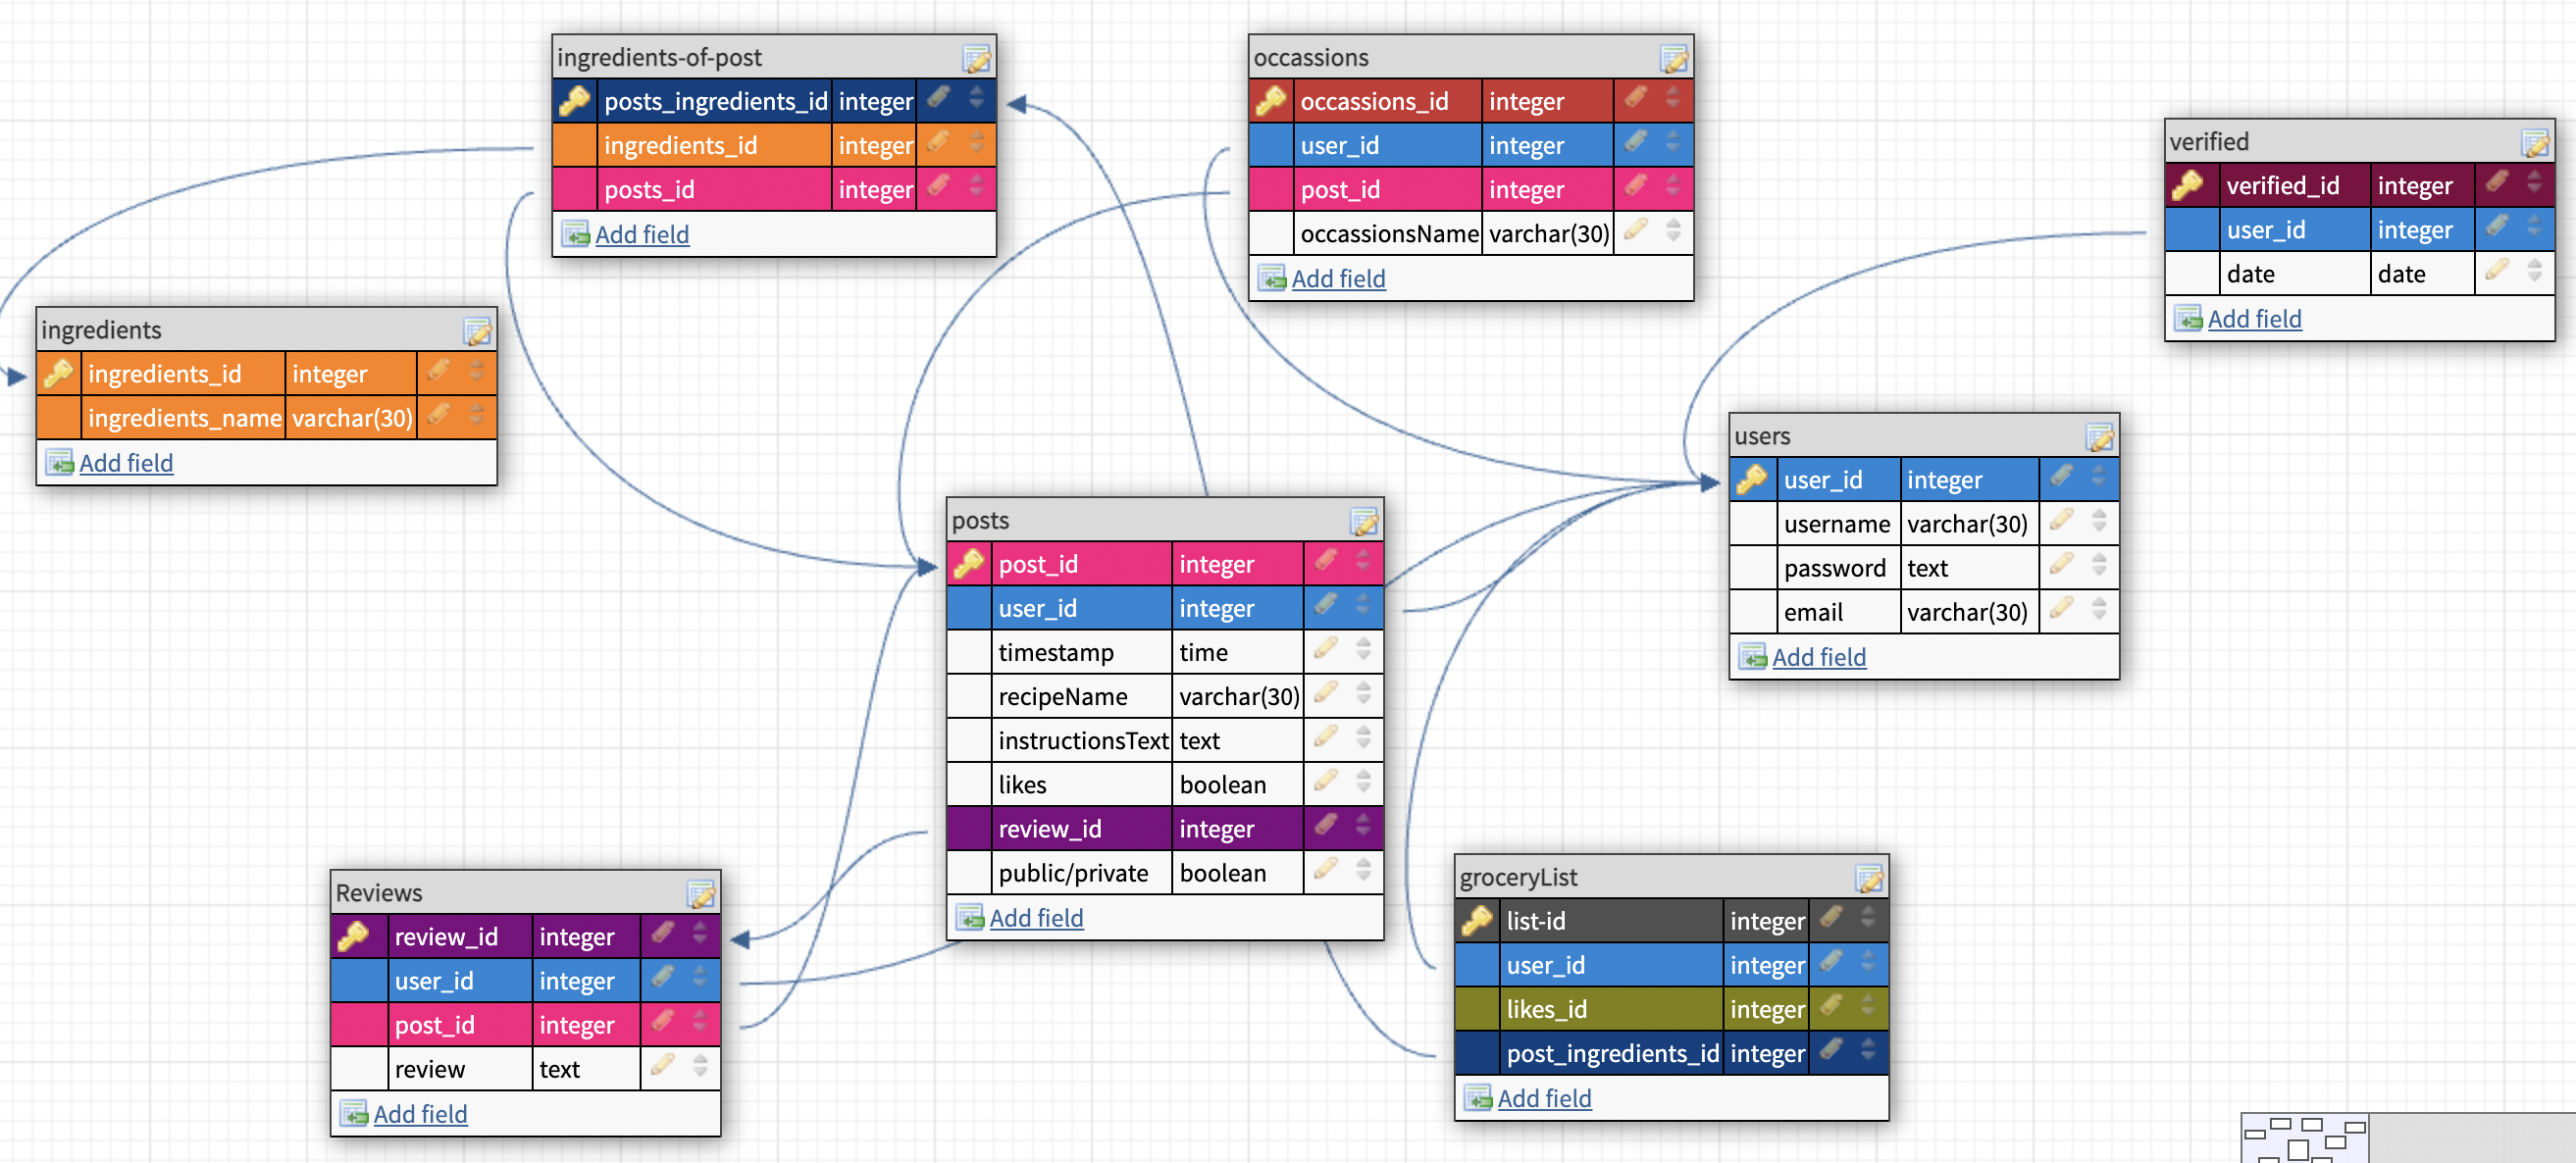 ingredients-of-post
posts_ingredients_id integer
ingredients_id integer
posts_id integer
Add field
occassions
occassions_id integer
user_id integer
post_id integer
occassionsName varchar(30)
Add field
verified
verified_id integer
user_id integer
date date
Add field
ingredients
ingredients_id integer
ingredients_name varchar(30)
Add field
users
user_id integer
username varchar(30)
password text
email varchar(30)
Add field
posts
post_id integer
user_id integer
timestamp time
recipeName varchar(30)
instructionsText text
likes boolean
review_id integer
public/private boolean
Add field
Reviews
review_id integer
user_id integer
post_id integer
review text
Add field
groceryList
list-id integer
user_id integer
likes_id integer
post_ingredients_id integer
Add field